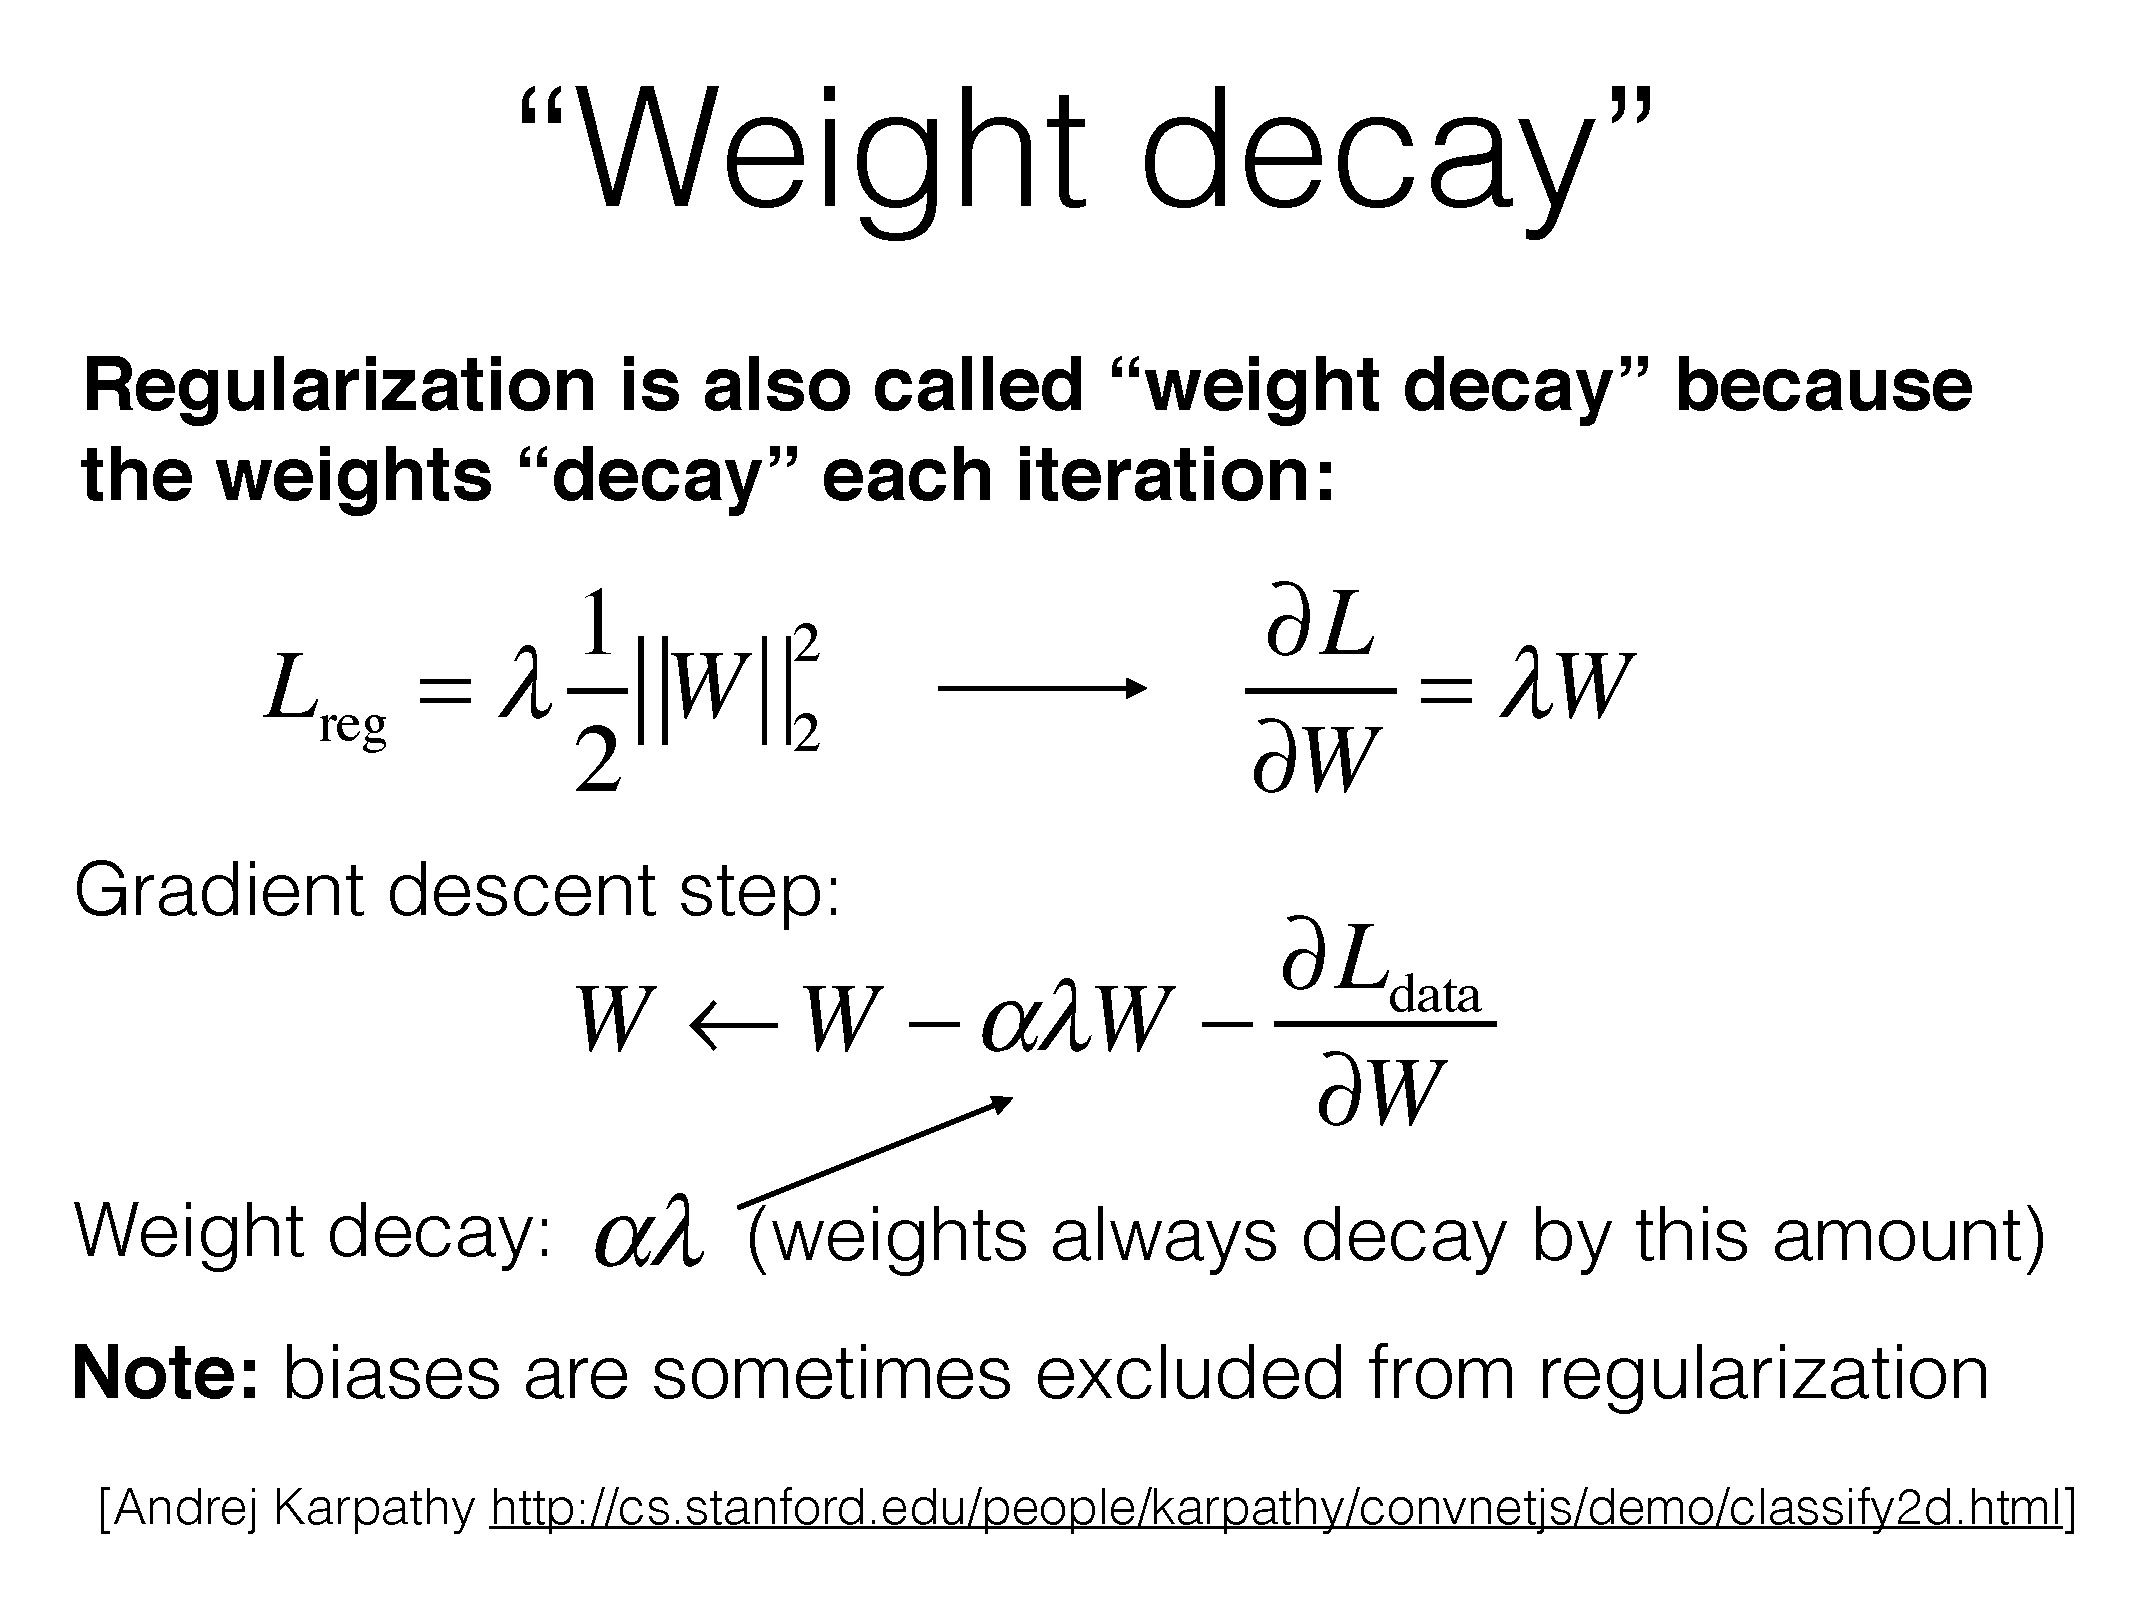 “Weight decay”
Regularization is also called “weight decay” because
the weights “decay” each iteration:
L_reg = λ 1/2 ||W||_2^2 ⟶ ∂L/∂W = λW
Gradient descent step:
W ← W − αλW − ∂L_data/∂W
Weight decay: αλ (weights always decay by this amount)
Note: biases are sometimes excluded from regularization
[Andrej Karpathy http://cs.stanford.edu/people/karpathy/convnetjs/demo/classify2d.html]